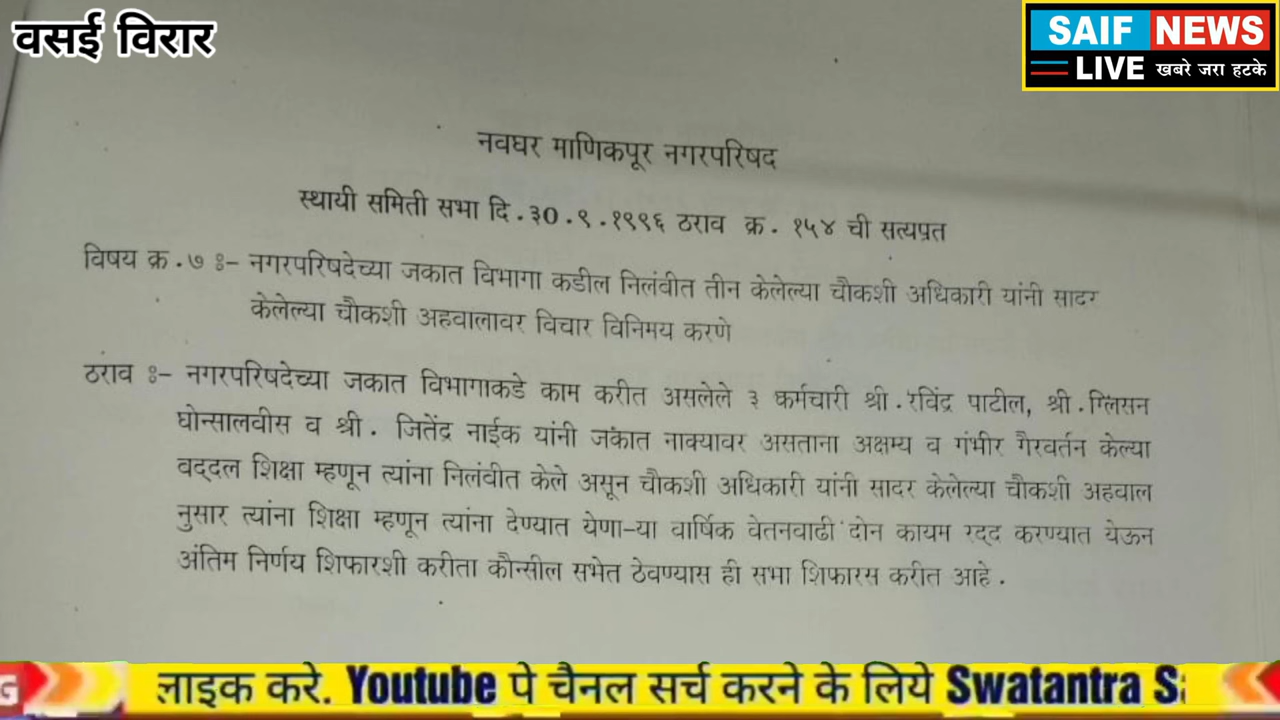 वसई विरार
SAIF NEWS
LIVE खबरे जरा हटके
नवघर माणिकपूर नगरपरिषद
स्थायी समिती सभा दि.३०.९.१९९६ ठराव क्र. १५४ ची सत्यप्रत
विषय क्र.७ ः- नगरपरिषदेच्या जकात विभागा कडील निलंवीत तीन केलेल्या चौकशी अधिकारी यांनी सादर
केलेल्या चौकशी अहवालावर विचार विनिमय करणे
ठराव ः- नगरपरिषदेच्या जकात विभागाकडे काम करीत असलेले ३ कर्मचारी श्री.रविंद्र पाटील, श्री.ग्लिसन
घोन्सालवीस व श्री. जितेंद्र नाईक यांनी जकात नाक्यावर असताना अक्षम्य व गंभीर गैरवर्तन केल्या
वद्दल शिक्षा म्हणून त्यांना निलंवीत केले असून चौकशी अधिकारी यांनी सादर केलेल्या चौकशी अहवाल
नुसार त्यांना शिक्षा म्हणून त्यांना देण्यात येणा-या वार्षिक वेतनवाढी दोन कायम रद्द करण्यात येऊन
अंतिम निर्णय शिफारशी करीता कौन्सील सभेत ठेवण्यास ही सभा शिफारस करीत आहे.
G लाइक करे. Youtube पे चैनल सर्च करने के लिये Swatantra